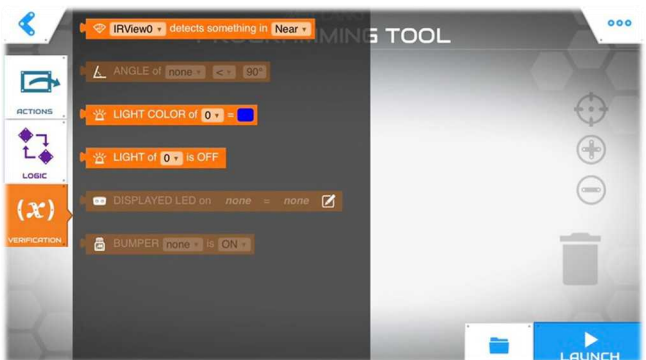 IRView0 detects something in Near
MMING TOOL
ANGLE of none < 90°
ACTIONS
LIGHT COLOR of 0 =
LOGIC
LIGHT of 0 is OFF
DISPLAYED LED on none = none
(x)
VERIFICATION
BUMPER none is ON
LAUNCH